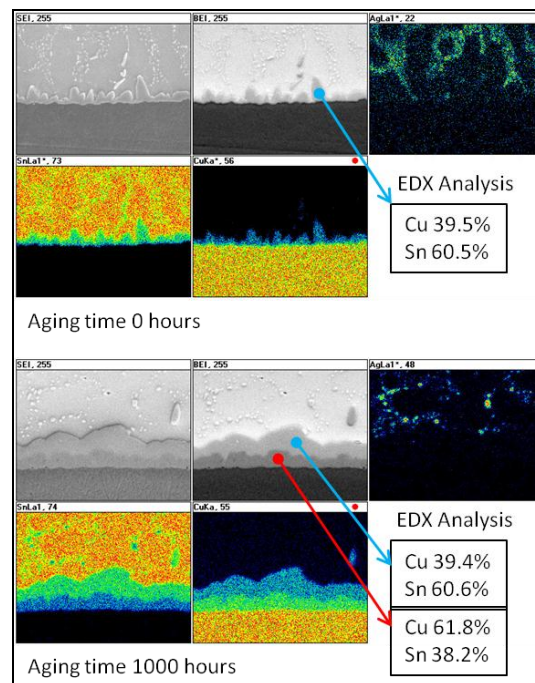 SEI, 255
BEI, 255
AgLa1*, 22
SnLa1*, 73
CuKa*, 56
EDX Analysis
Cu 39.5%
Sn 60.5%
Aging time 0 hours
SEI, 255
BEI, 255
AgLa1*, 48
SnLa1, 74
CuKa, 55
EDX Analysis
Cu 39.4%
Sn 60.6%
Cu 61.8%
Sn 38.2%
Aging time 1000 hours